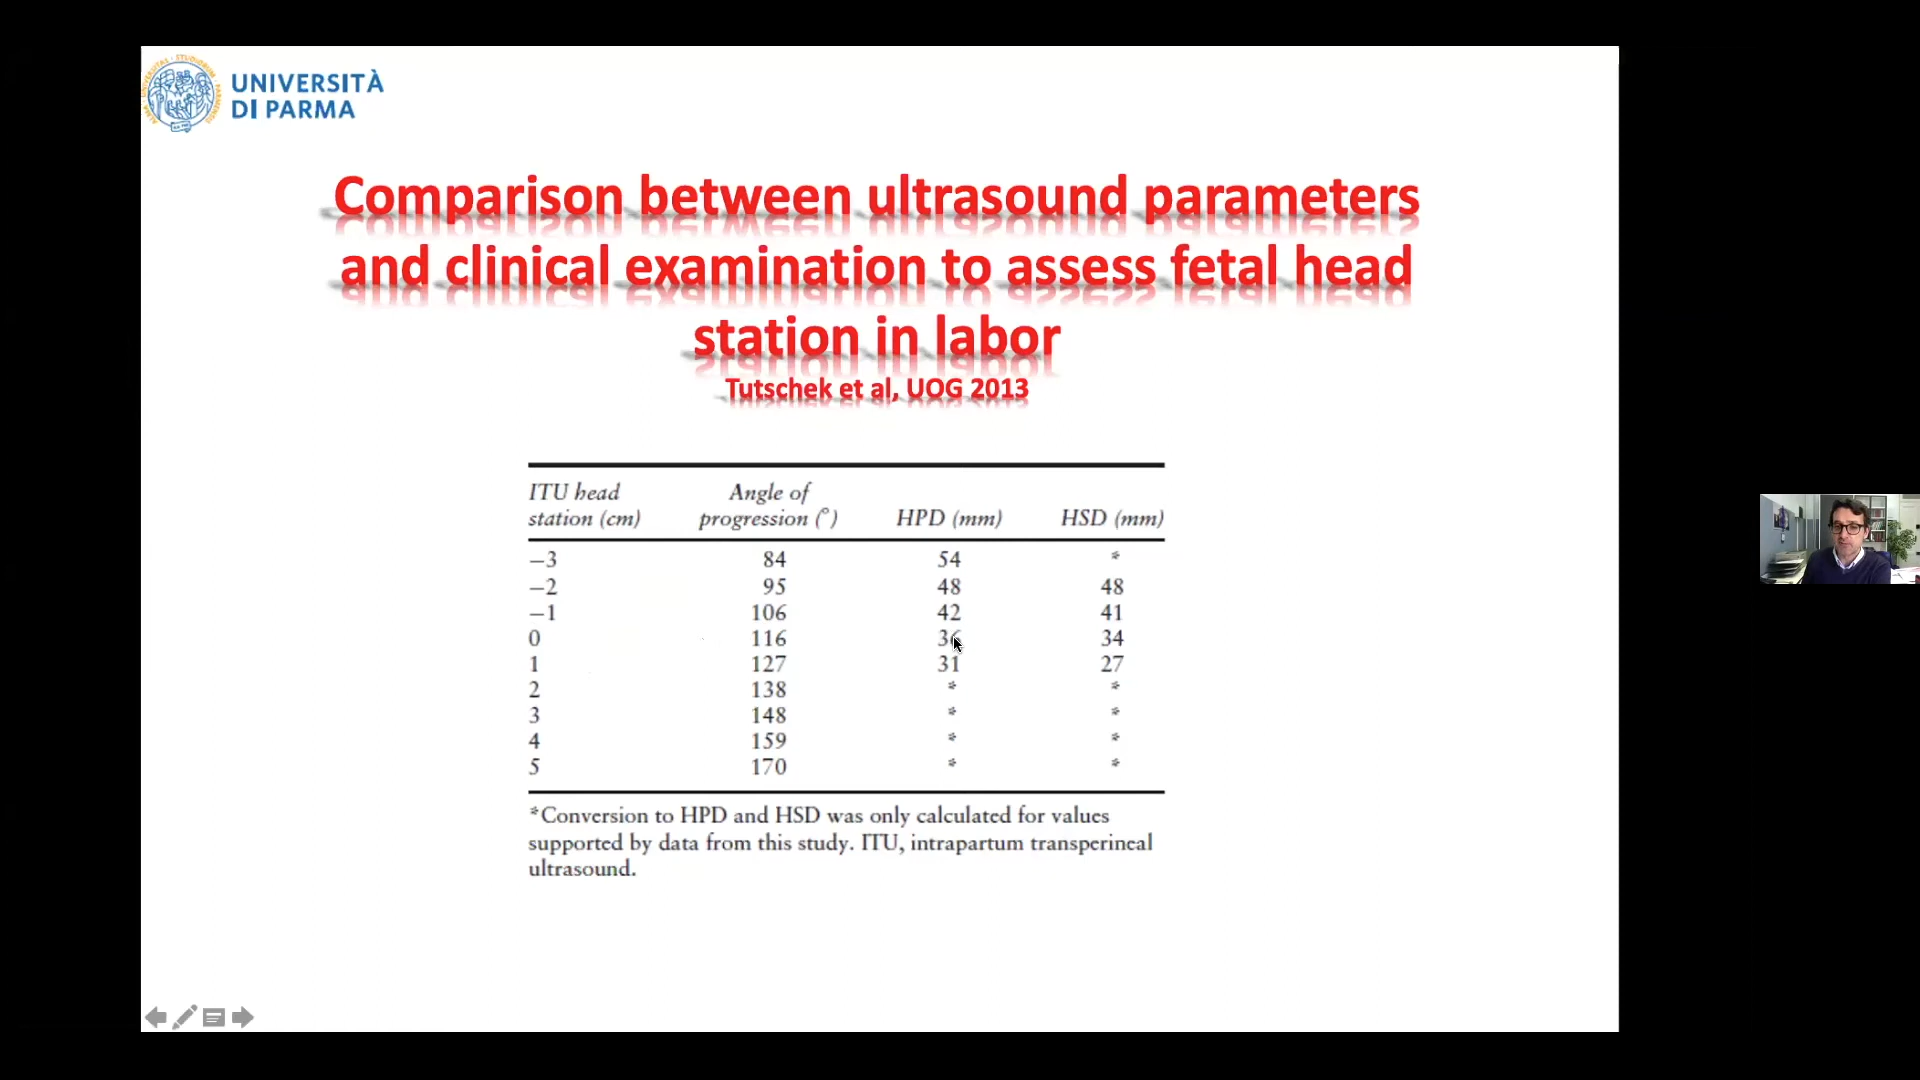 UNIVERSITÀ
DI PARMA
Comparison between ultrasound parameters
and clinical examination to assess fetal head
station in labor
Tutschek et al, UOG 2013
ITU head station (cm) Angle of progression (°) HPD (mm) HSD (mm)
−3 84 54 *
−2 95 48 48
−1 106 42 41
0 116 36 34
1 127 31 27
2 138 * *
3 148 * *
4 159 * *
5 170 * *
*Conversion to HPD and HSD was only calculated for values
supported by data from this study. ITU, intrapartum transperineal
ultrasound.